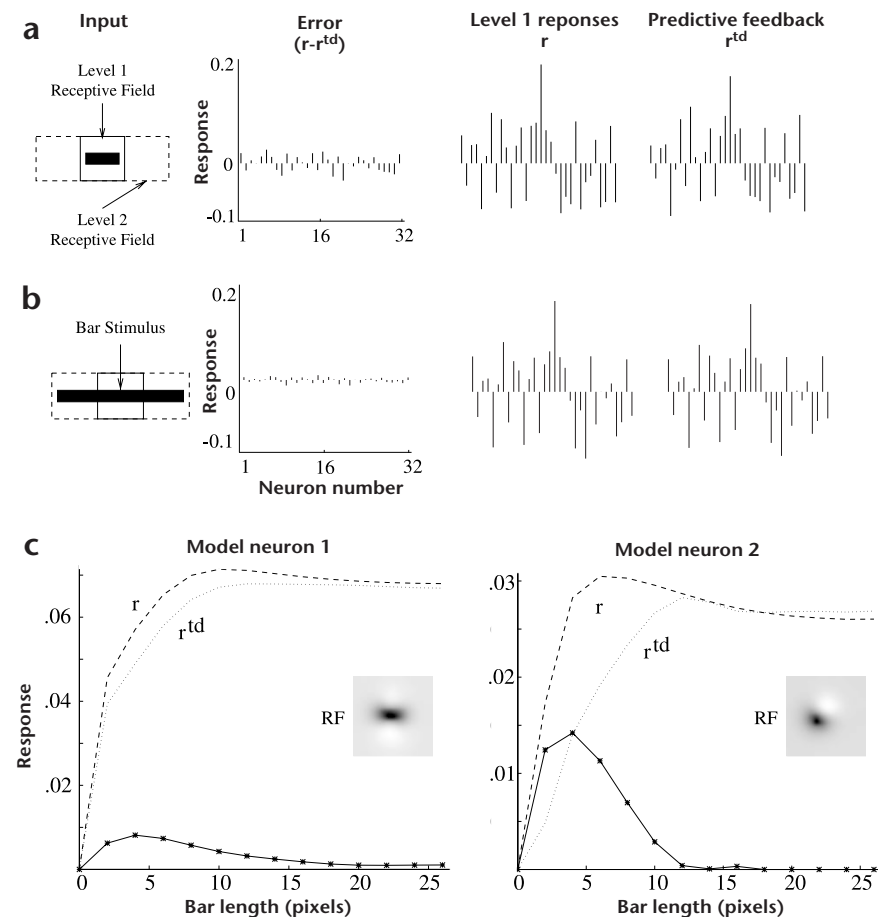 a
Input
Error
(r-r^td)
Level 1 reponses
r
Predictive feedback
r^td
Level 1
Receptive Field
Level 2
Receptive Field
Response
0.2
0
-0.1
1
16
32
b
Bar Stimulus
Response
0.2
0
-0.1
1
16
32
Neuron number
c
Model neuron 1
Response
.06
.04
.02
0
r
r^td
RF
0
5
10
15
20
25
Bar length (pixels)
Model neuron 2
.03
.02
.01
0
r
r^td
RF
0
5
10
15
20
25
Bar length (pixels)